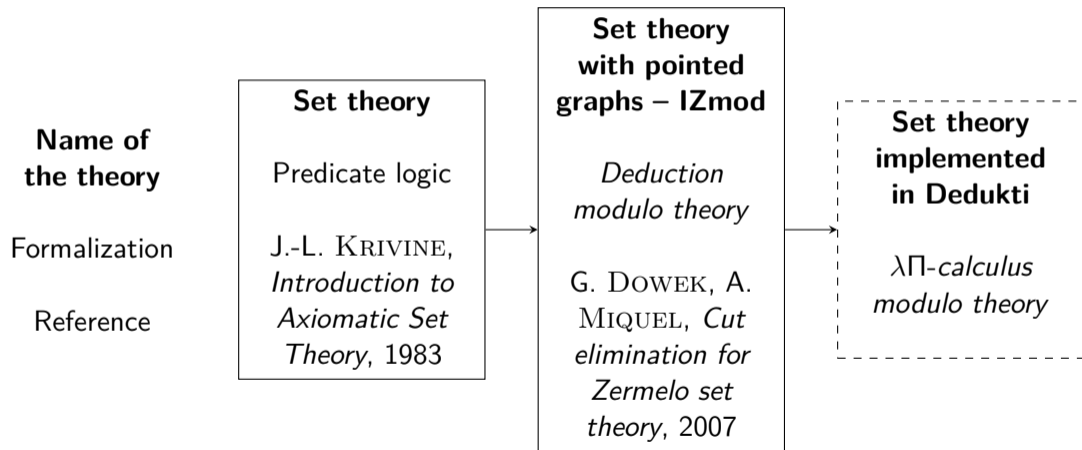 Name of
the theory
Formalization
Reference
Set theory
Predicate logic
J.-L. Krivine,
Introduction to
Axiomatic Set
Theory, 1983
Set theory
with pointed
graphs – IZmod
Deduction
modulo theory
G. Dowek, A.
Miquel, Cut
elimination for
Zermelo set
theory, 2007
Set theory
implemented
in Dedukti
λΠ-calculus
modulo theory